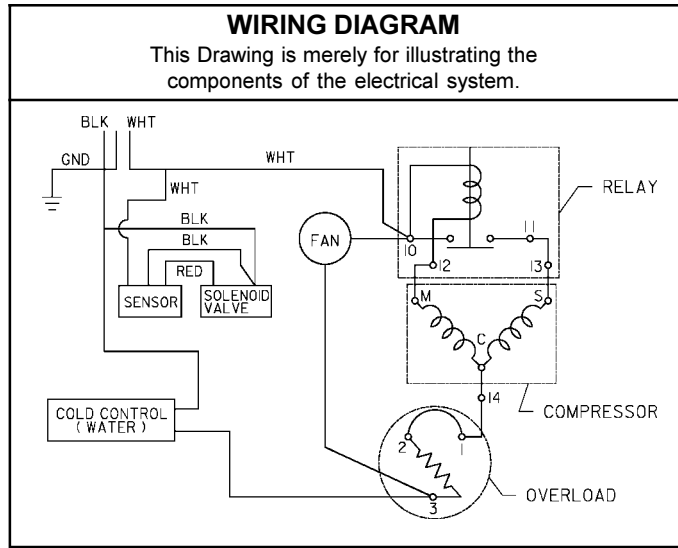 WIRING DIAGRAM
This Drawing is merely for illustrating the
components of the electrical system.
BLK WHT
GND
WHT
WHT
RELAY
BLK
BLK
RED
FAN
10
11
12
13
SENSOR
SOLENOID
VALVE
M
S
C
14
COMPRESSOR
COLD CONTROL
( WATER )
2
1
3
OVERLOAD